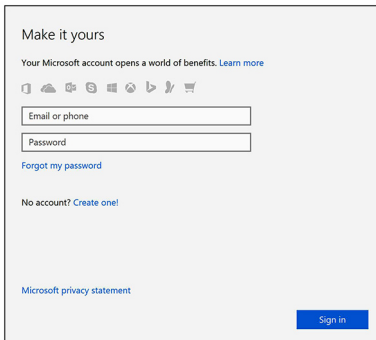 Make it yours
Your Microsoft account opens a world of benefits. Learn more
Email or phone
Password
Forgot my password
No account? Create one!
Microsoft privacy statement
Sign in